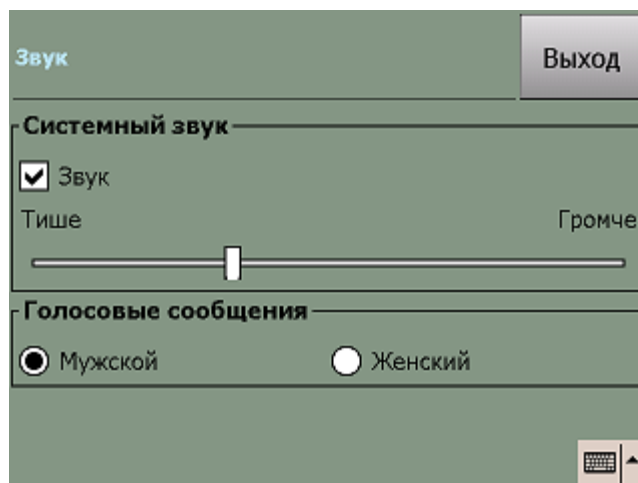 Звук
Выход
Системный звук
Звук
Тише Громче
Голосовые сообщения
Мужской Женский